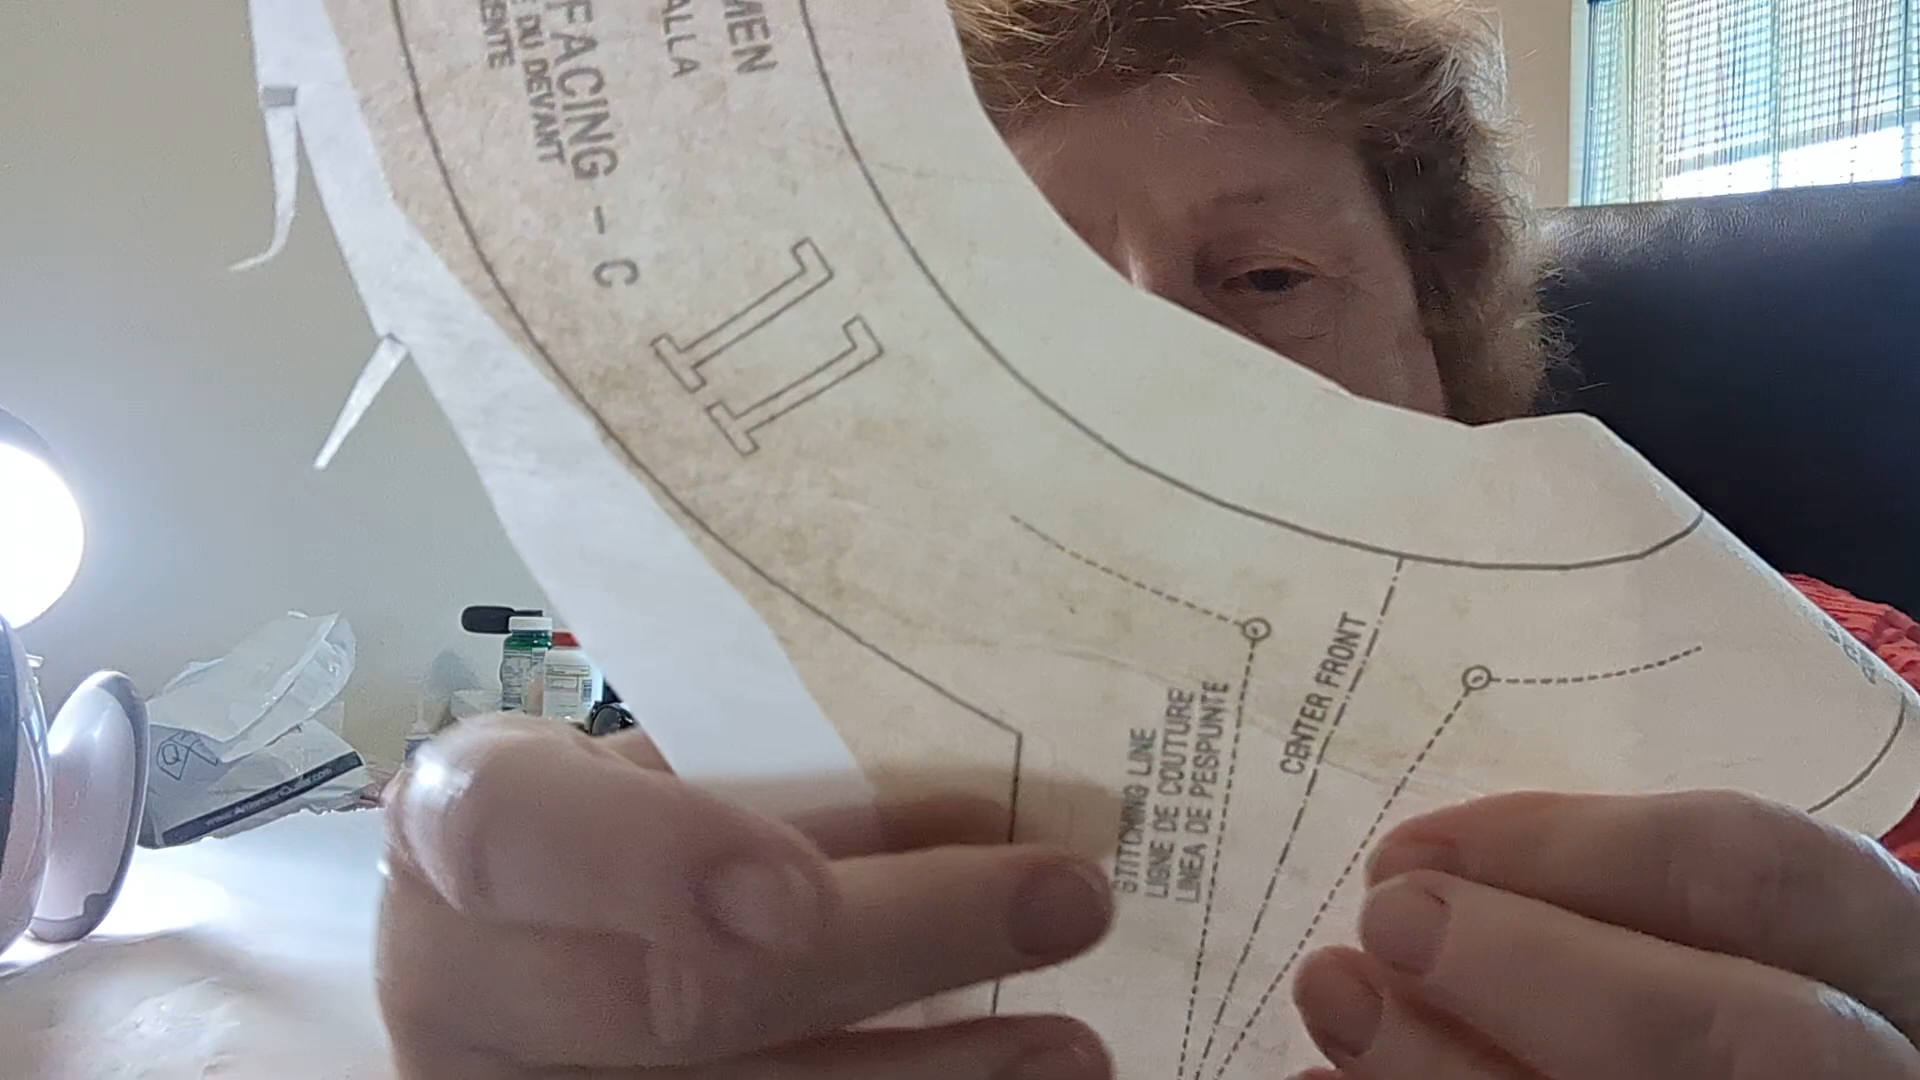 MEN
ALLA
FACING - C
DU DEVANT
ENTE
11
STITCHING LINE
LIGNE DE COUTURE
LINEA DE PESPUNTE
CENTER FRONT